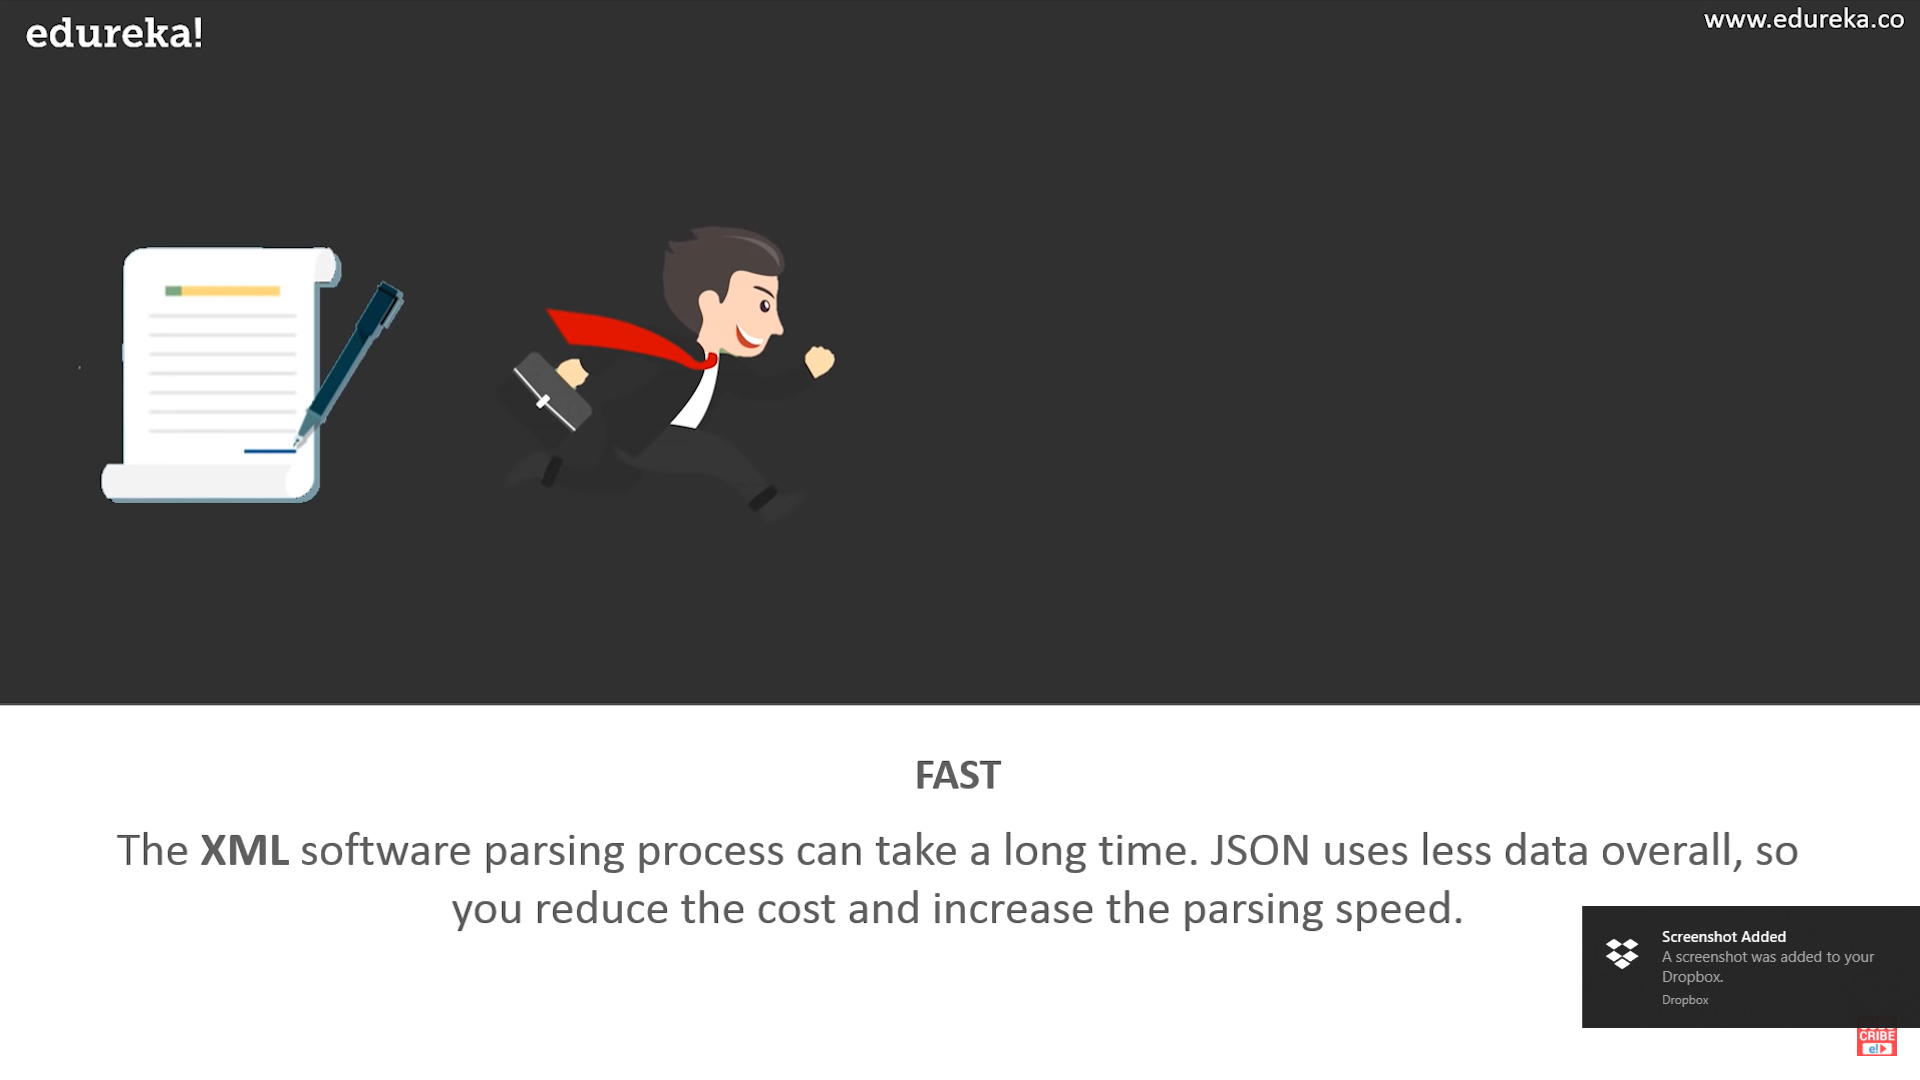 edureka!
www.edureka.co
FAST
The XML software parsing process can take a long time. JSON uses less data overall, so
you reduce the cost and increase the parsing speed.
Screenshot Added
A screenshot was added to your
Dropbox.
Dropbox
CRIBE
e!